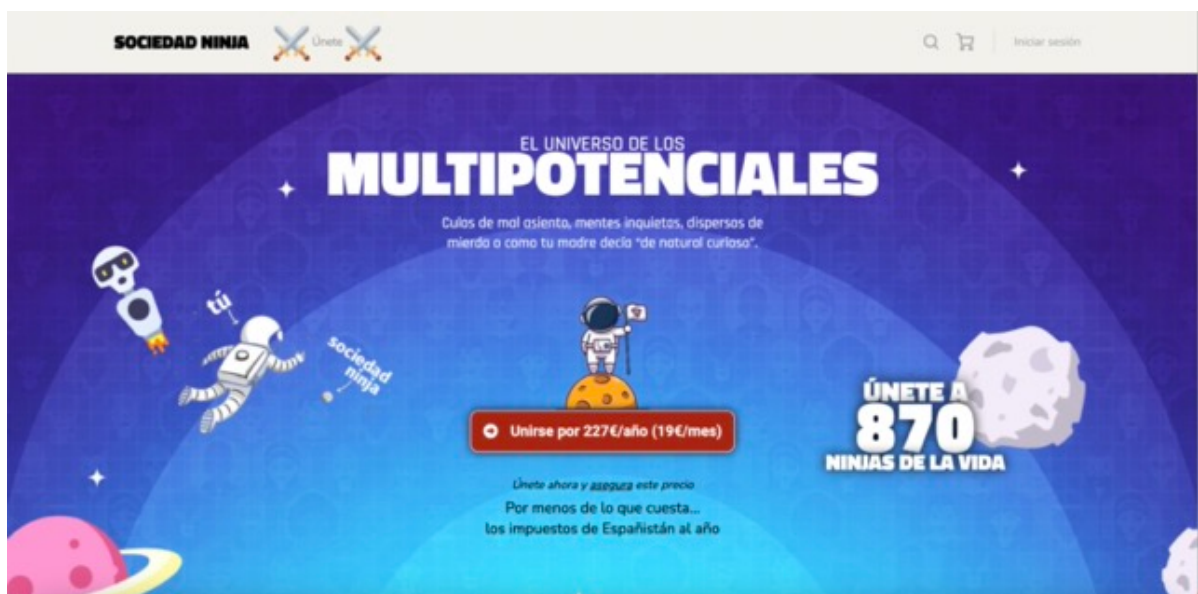 SOCIEDAD NINJA
Únete
Iniciar sesión
EL UNIVERSO DE LOS
MULTIPOTENCIALES
Culos de mal asiento, mentes inquietas, dispersas de
mierda o como tu madre decía "de natural curioso".
tú
sociedad
ninja
ÚNETE A
870
NINJAS DE LA VIDA
Unirse por 227€/año (19€/mes)
Únete ahora y asegura este precio
Por menos de lo que cuesta...
los impuestos de Españistán al año